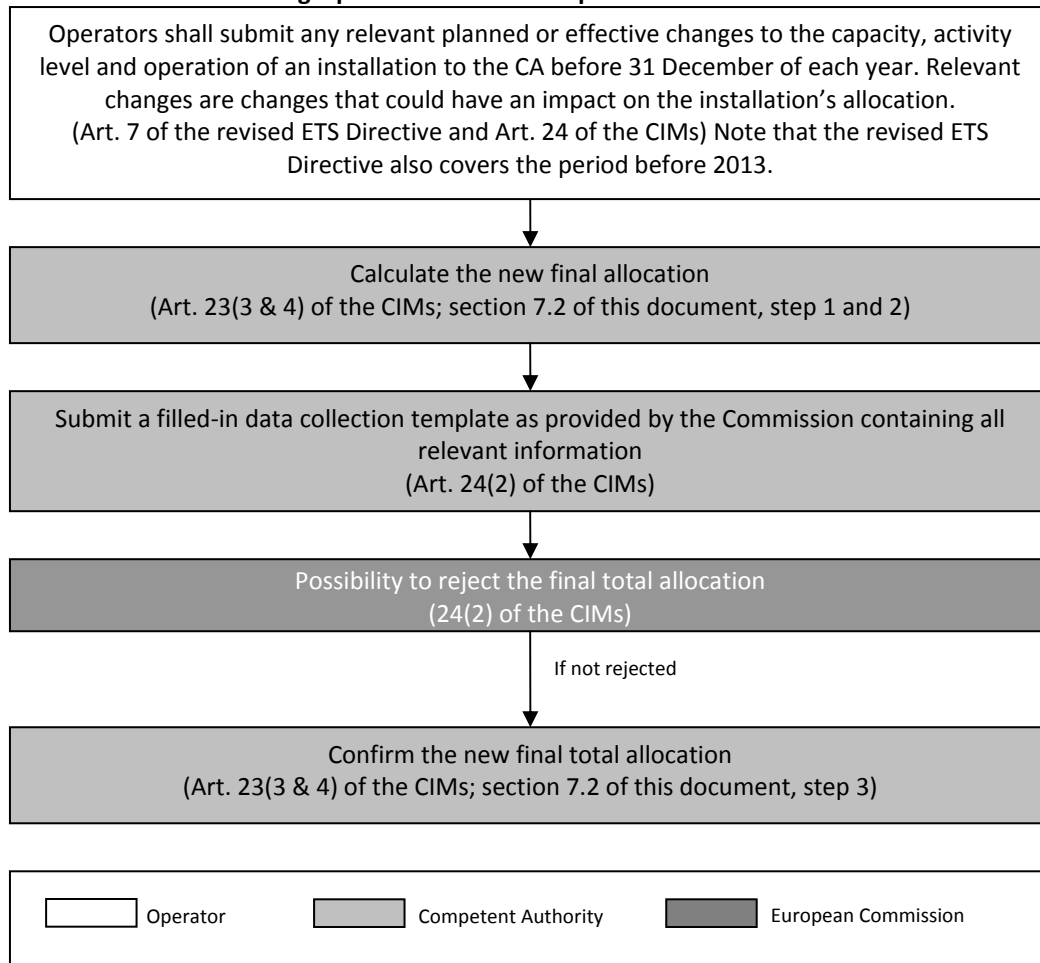 Operators shall submit any relevant planned or effective changes to the capacity, activity
level and operation of an installation to the CA before 31 December of each year. Relevant
changes are changes that could have an impact on the installation’s allocation.
(Art. 7 of the revised ETS Directive and Art. 24 of the CIMs) Note that the revised ETS
Directive also covers the period before 2013.
Calculate the new final allocation
(Art. 23(3 & 4) of the CIMs; section 7.2 of this document, step 1 and 2)
Submit a filled-in data collection template as provided by the Commission containing all
relevant information
(Art. 24(2) of the CIMs)
Possibility to reject the final total allocation
(24(2) of the CIMs)
If not rejected
Confirm the new final total allocation
(Art. 23(3 & 4) of the CIMs; section 7.2 of this document, step 3)
Operator
Competent Authority
European Commission